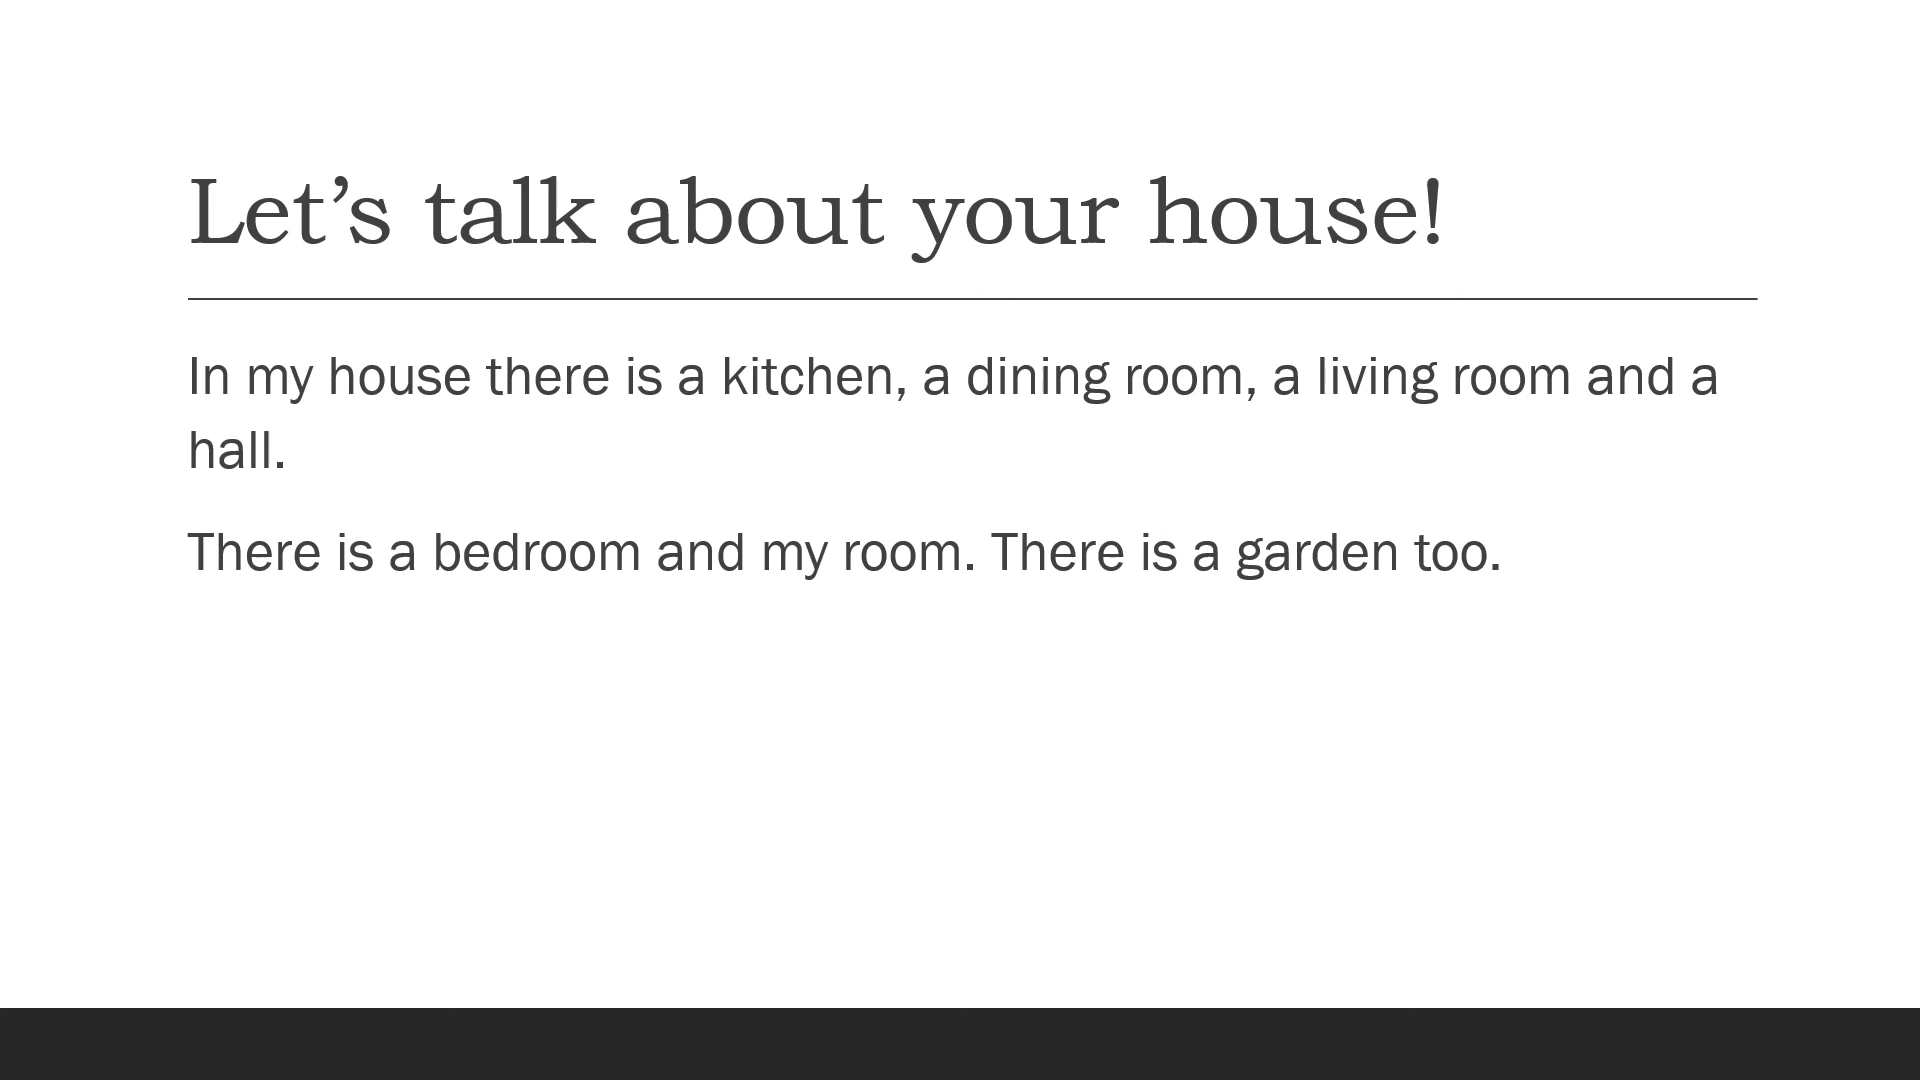 Let’s talk about your house!
In my house there is a kitchen, a dining room, a living room and a
hall.
There is a bedroom and my room. There is a garden too.